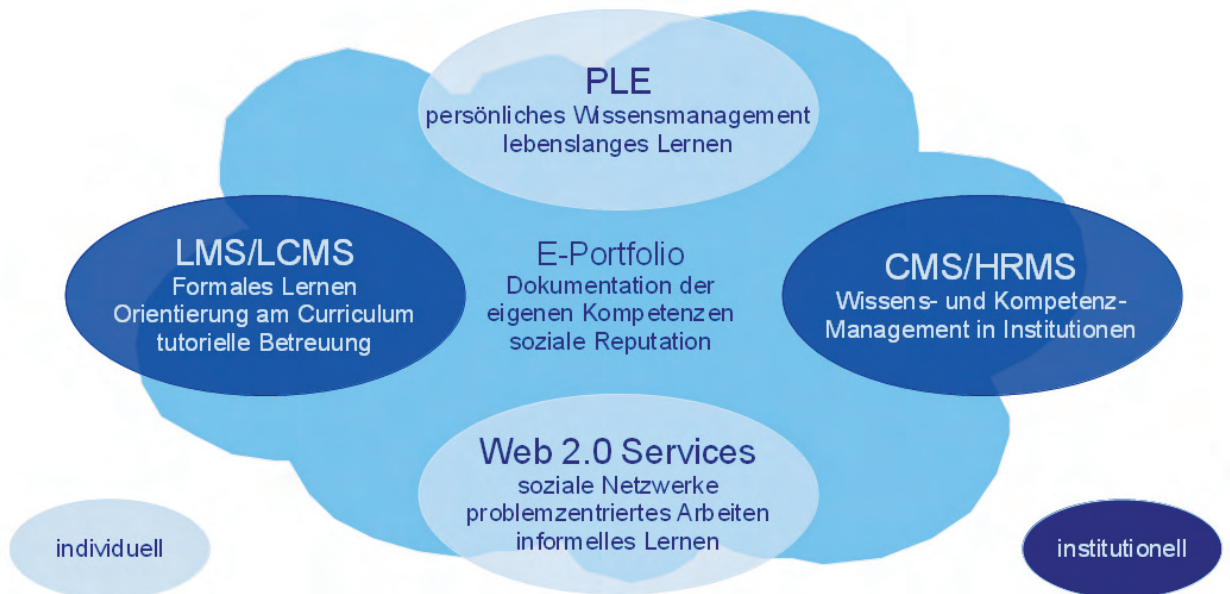 PLE
persönliches Wissensmanagement
lebenslanges Lernen
LMS/LCMS
Formales Lernen
Orientierung am Curriculum
tutorielle Betreuung
E-Portfolio
Dokumentation der
eigenen Kompetenzen
soziale Reputation
CMS/HRMS
Wissens- und Kompetenz-
Management in Institutionen
Web 2.0 Services
soziale Netzwerke
problemzentriertes Arbeiten
informelles Lernen
individuell
institutionell